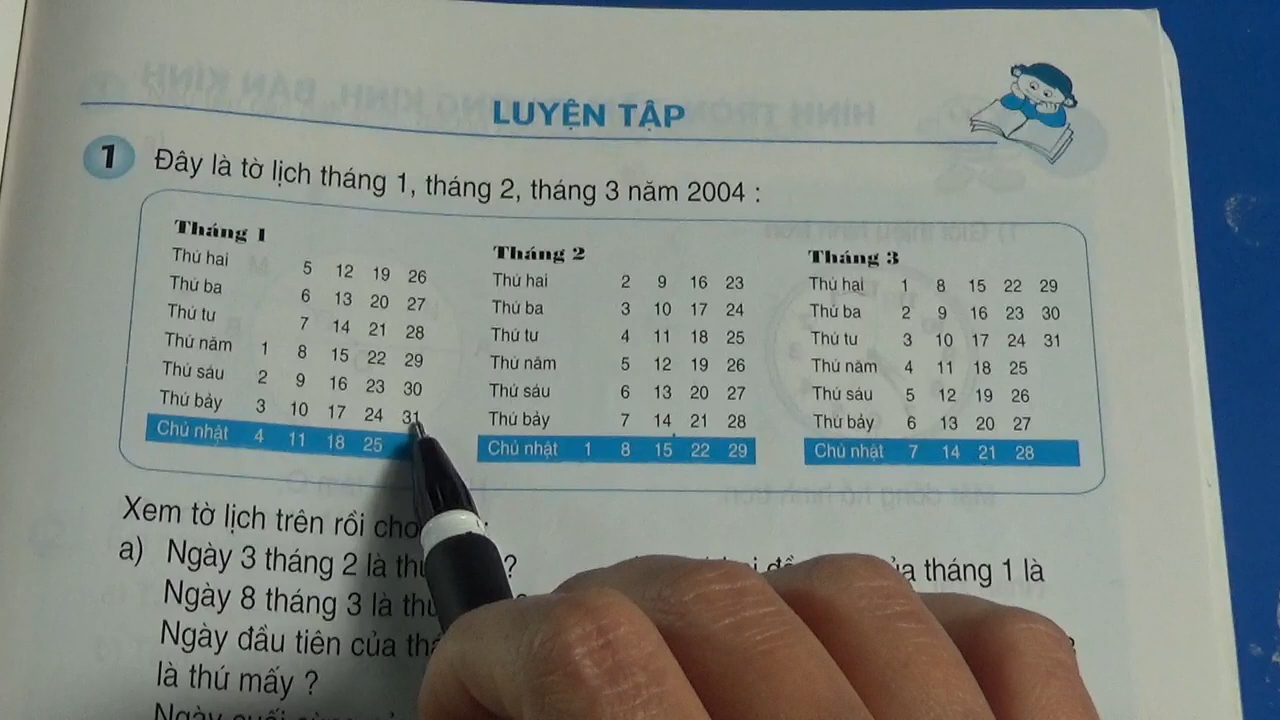 LUYỆN TẬP
1 Đây là tờ lịch tháng 1, tháng 2, tháng 3 năm 2004 :
Tháng 1
Thứ hai 5 12 19 26
Thứ ba 6 13 20 27
Thứ tư 7 14 21 28
Thứ năm 1 8 15 22 29
Thứ sáu 2 9 16 23 30
Thứ bảy 3 10 17 24 31
Chủ nhật 4 11 18 25
Tháng 2
Thứ hai 2 9 16 23
Thứ ba 3 10 17 24
Thứ tư 4 11 18 25
Thứ năm 5 12 19 26
Thứ sáu 6 13 20 27
Thứ bảy 7 14 21 28
Chủ nhật 1 8 15 22 29
Tháng 3
Thứ hai 1 8 15 22 29
Thứ ba 2 9 16 23 30
Thứ tư 3 10 17 24 31
Thứ năm 4 11 18 25
Thứ sáu 5 12 19 26
Thứ bảy 6 13 20 27
Chủ nhật 7 14 21 28
Xem tờ lịch trên rồi cho
a) Ngày 3 tháng 2 là thứ ?
Ngày 8 tháng 3 là thứ
Ngày đầu tiên của
là thứ mấy ?
Ngày
của tháng 1 là